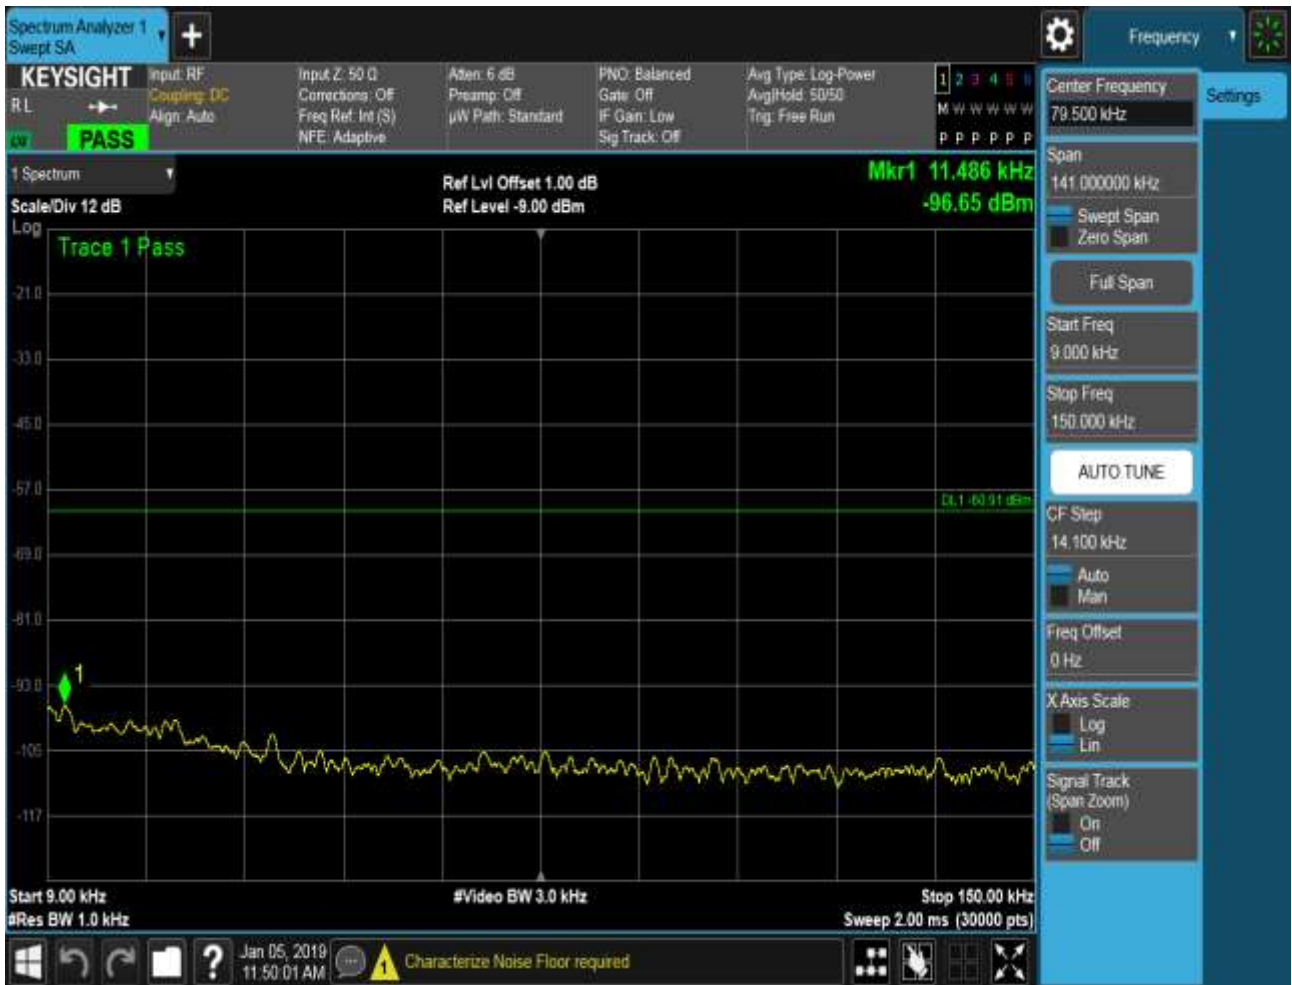 Spectrum Analyzer 1
Swept SA
Frequency
KEYSIGHT
R L
PASS
Input: RF
Coupling: DC
Align: Auto
Input Z: 50 Ω
Corrections: Off
Freq Ref: Int (S)
NFE: Adaptive
Atten: 6 dB
Preamp: Off
µW Path: Standard
PNO: Balanced
Gate: Off
IF Gain: Low
Sig Track: Off
Avg Type: Log-Power
Avg|Hold: 50/50
Trig: Free Run
1 2 3 4 5 6
M W W W W W
P P P P P P
1 Spectrum
Scale/Div 12 dB
Ref Lvl Offset 1.00 dB
Ref Level -9.00 dBm
Mkr1 11.486 kHz
-96.65 dBm
Log
Trace 1 Pass
-21.0
-33.0
-45.0
-57.0
DL1 -60.91 dBm
-69.0
-81.0
-93.0
1
-105
-117
Start 9.00 kHz
#Video BW 3.0 kHz
Stop 150.00 kHz
#Res BW 1.0 kHz
Sweep 2.00 ms (30000 pts)
Center Frequency
79.500 kHz
Settings
Span
141.000000 kHz
Swept Span
Zero Span
Full Span
Start Freq
9.000 kHz
Stop Freq
150.000 kHz
AUTO TUNE
CF Step
14.100 kHz
Auto
Man
Freq Offset
0 Hz
X Axis Scale
Log
Lin
Signal Track
(Span Zoom)
On
Off
?
Jan 05, 2019
11:50:01 AM
1
Characterize Noise Floor required